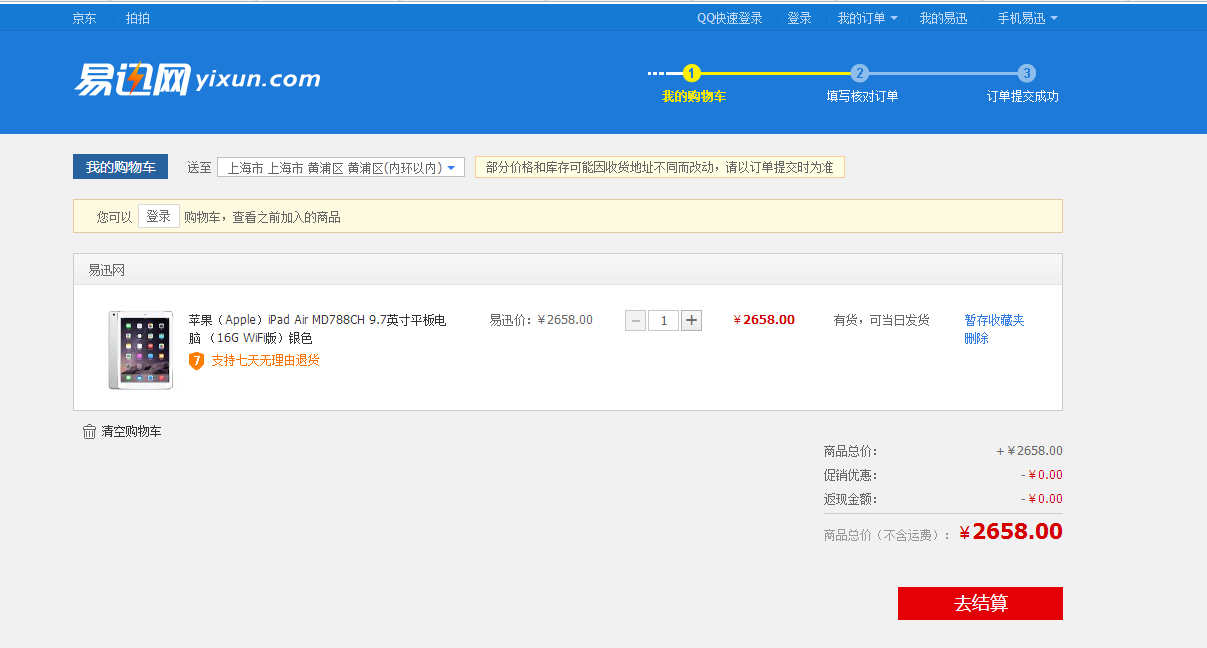 京东 拍拍 QQ快速登录 登录 我的订单 我的易迅 手机易迅
易迅网 yixun.com
1 2 3
我的购物车 填写核对订单 订单提交成功
我的购物车 送至 上海市 上海市 黄浦区 黄浦区(内环以内) 部分价格和库存可能因收货地址不同而改动，请以订单提交时为准
您可以 登录 购物车，查看之前加入的商品
易迅网
苹果（Apple）iPad Air MD788CH 9.7英寸平板电 易迅价：¥2658.00 － 1 + ¥2658.00 有货，可当日发货 暂存收藏夹
脑 （16G WiFi版）银色 删除
7 支持七天无理由退货
清空购物车
商品总价： + ¥2658.00
促销优惠： - ¥0.00
返现金额： - ¥0.00
商品总价（不含运费）： ¥2658.00
去结算